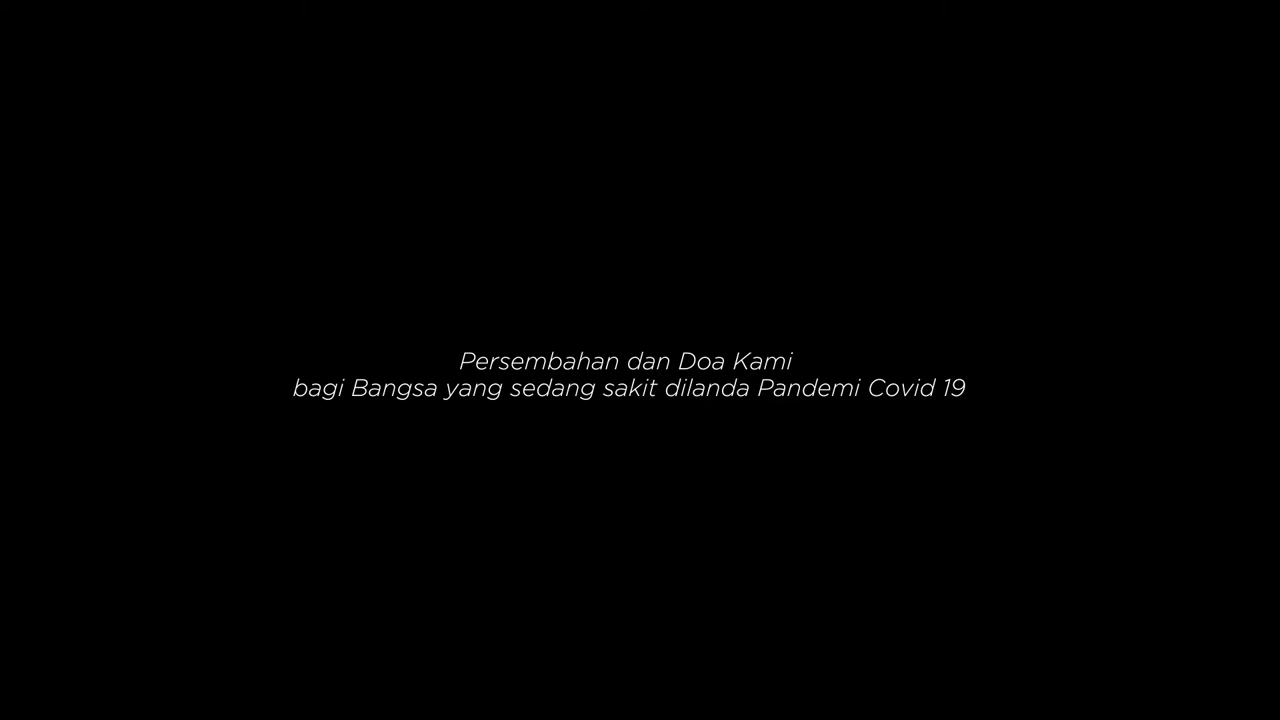 Persembahan dan Doa Kami
bagi Bangsa yang sedang sakit dilanda Pandemi Covid 19